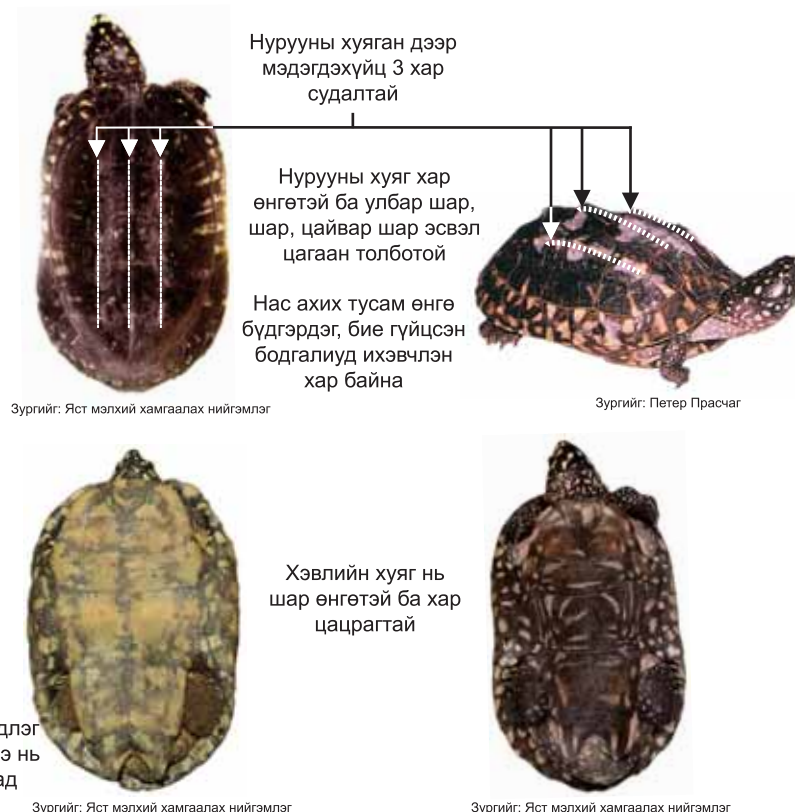 Нурууны хуяган дээр
мэдэгдэхүйц 3 хар
судалтай
Нурууны хуяг хар
өнгөтэй ба улбар шар,
шар, цайвар шар эсвэл
цагаан толботой
Нас ахих тусам өнгө
бүдгэрдэг, бие гүйцсэн
бодгалиуд ихэвчлэн
хар байна
Зургийг: Яст мэлхий хамгаалах нийгэмлэг
Зургийг: Петер Прасчаг
Хэвлийн хуяг нь
шар өнгөтэй ба хар
цацрагтай
длэг
э нь
ад
Зургийг: Яст мэлхий хамгаалах нийгэмлэг
Зургийг: Яст мэлхий хамгаалах нийгэмлэг